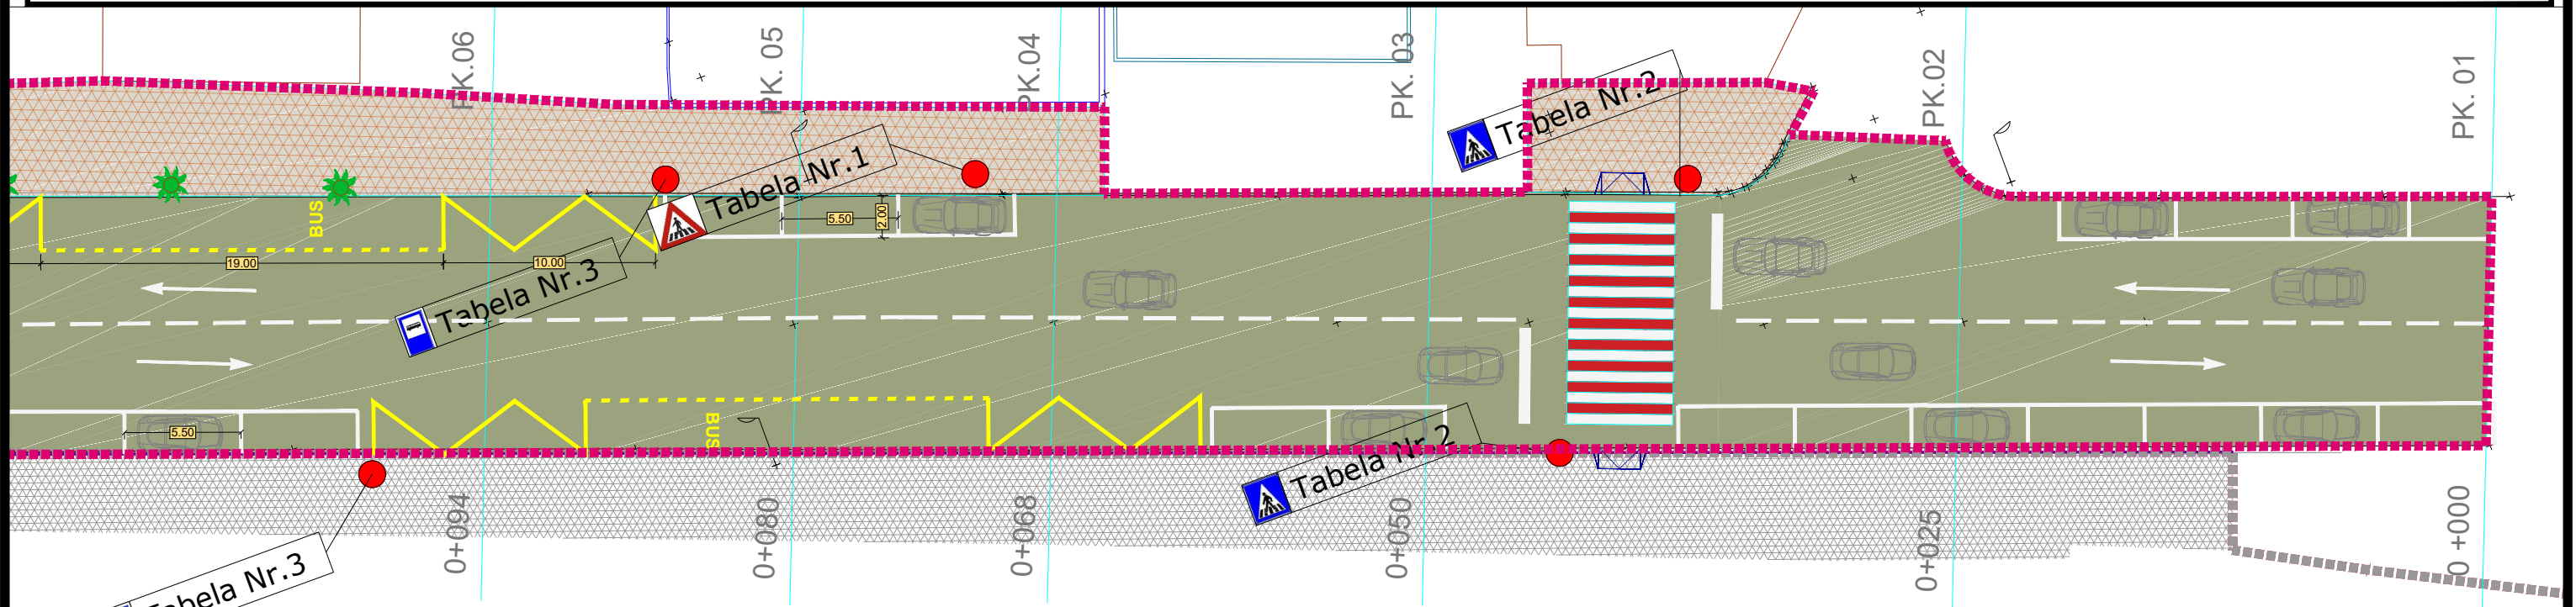 PK.06
PK. 05
PK.04
PK. 03
PK.02
PK. 01
Tabela Nr.2
Tabela Nr.1
BUS
5.50
2.00
19.00
10.00
Tabela Nr.3
5.50
BUS
Tabela Nr.2
0+094
0+080
0+068
0+050
0+025
0 +000
Tabela Nr.3